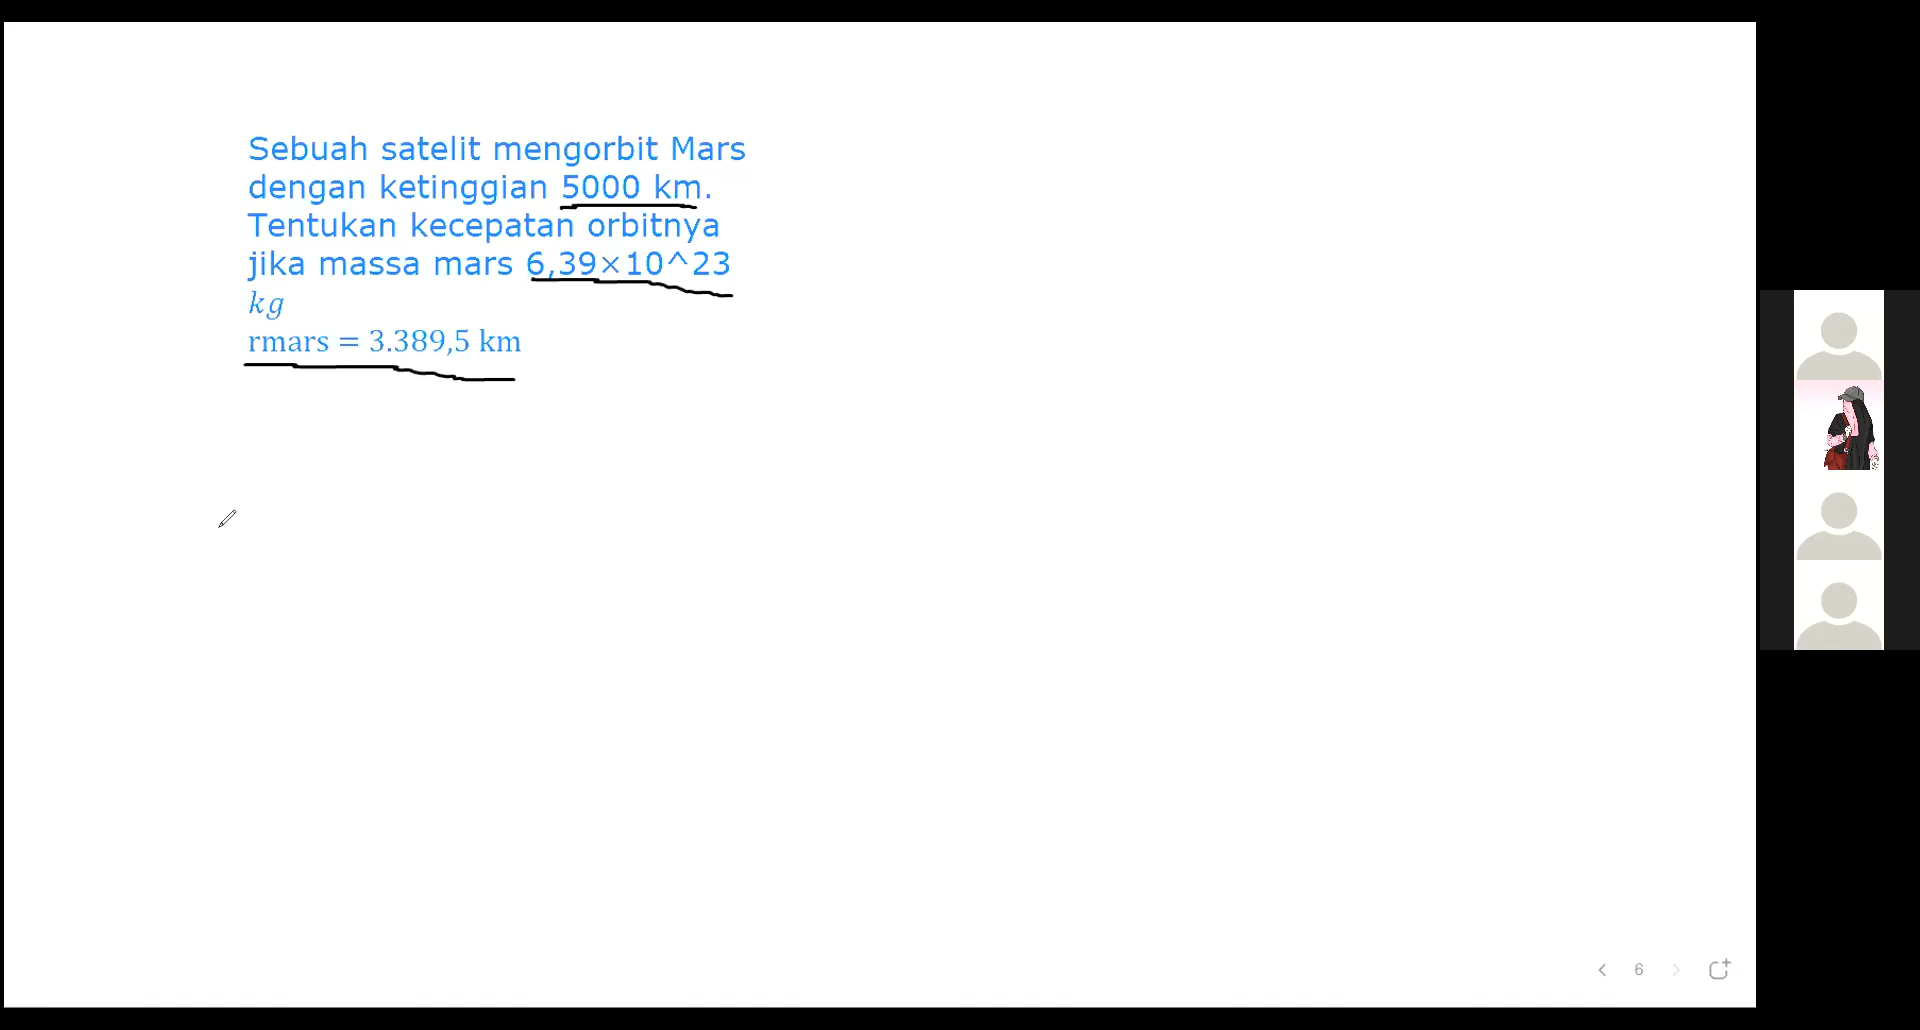 Sebuah satelit mengorbit Mars
dengan ketinggian 5000 km.
Tentukan kecepatan orbitnya
jika massa mars 6,39×10^23
kg
rmars = 3.389,5 km
6